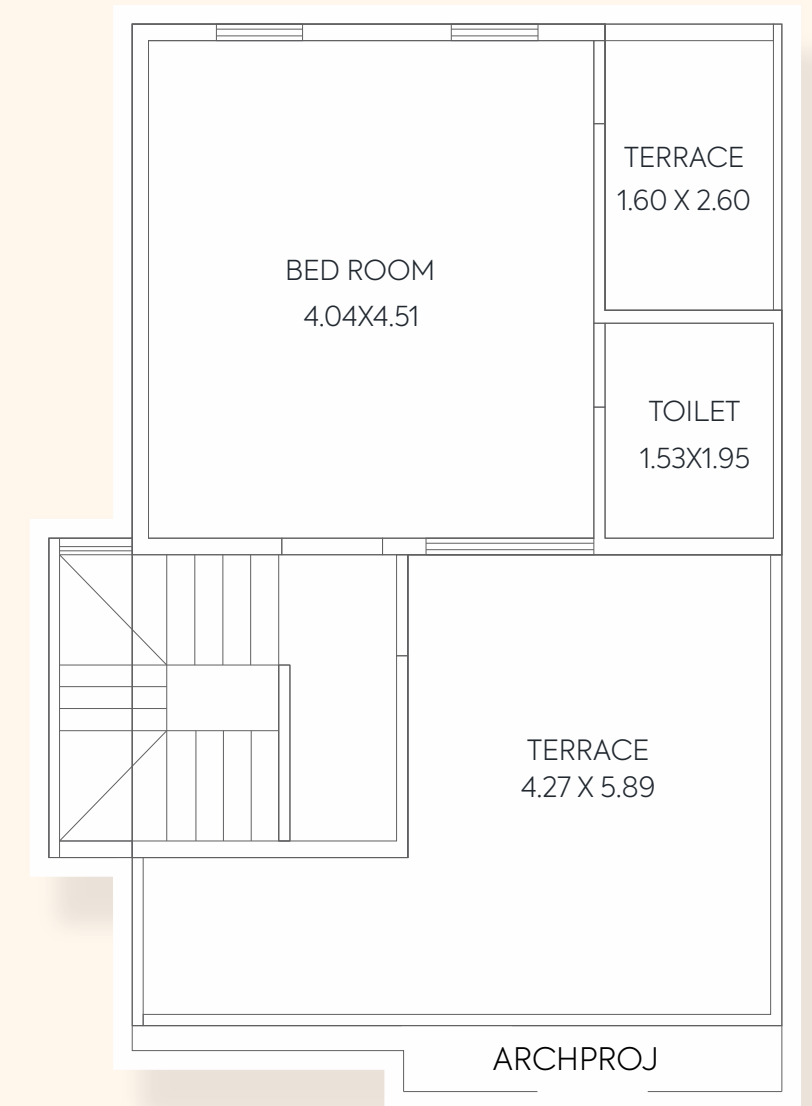 TERRACE
1.60 X 2.60
BED ROOM
4.04X4.51
TOILET
1.53X1.95
TERRACE
4.27 X 5.89
ARCHPROJ